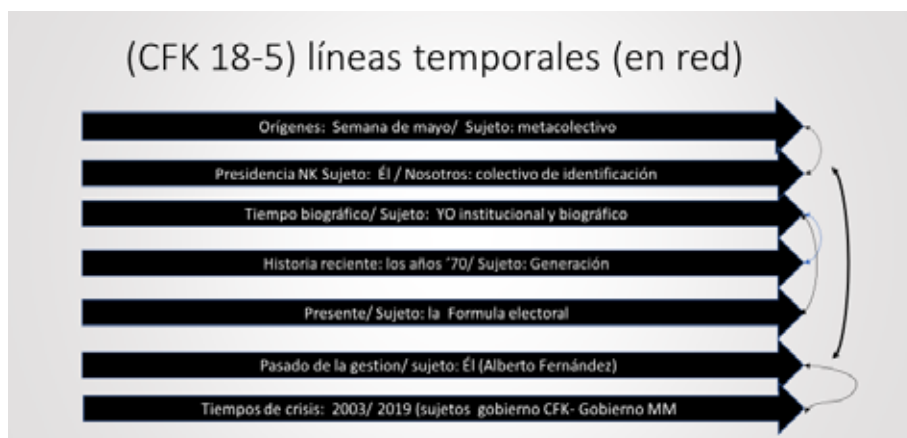 (CFK 18-5) líneas temporales (en red)
Orígenes: Semana de mayo/ Sujeto: metacolectivo
Presidencia NK Sujeto: Él / Nosotros: colectivo de identificación
Tiempo biográfico/ Sujeto: YO institucional y biográfico
Historia reciente: los años ´70/ Sujeto: Generación
Presente/ Sujeto: la Formula electoral
Pasado de la gestion/ sujeto: Él (Alberto Fernández)
Tiempos de crisis: 2003/ 2019 (sujetos gobierno CFK- Gobierno MM